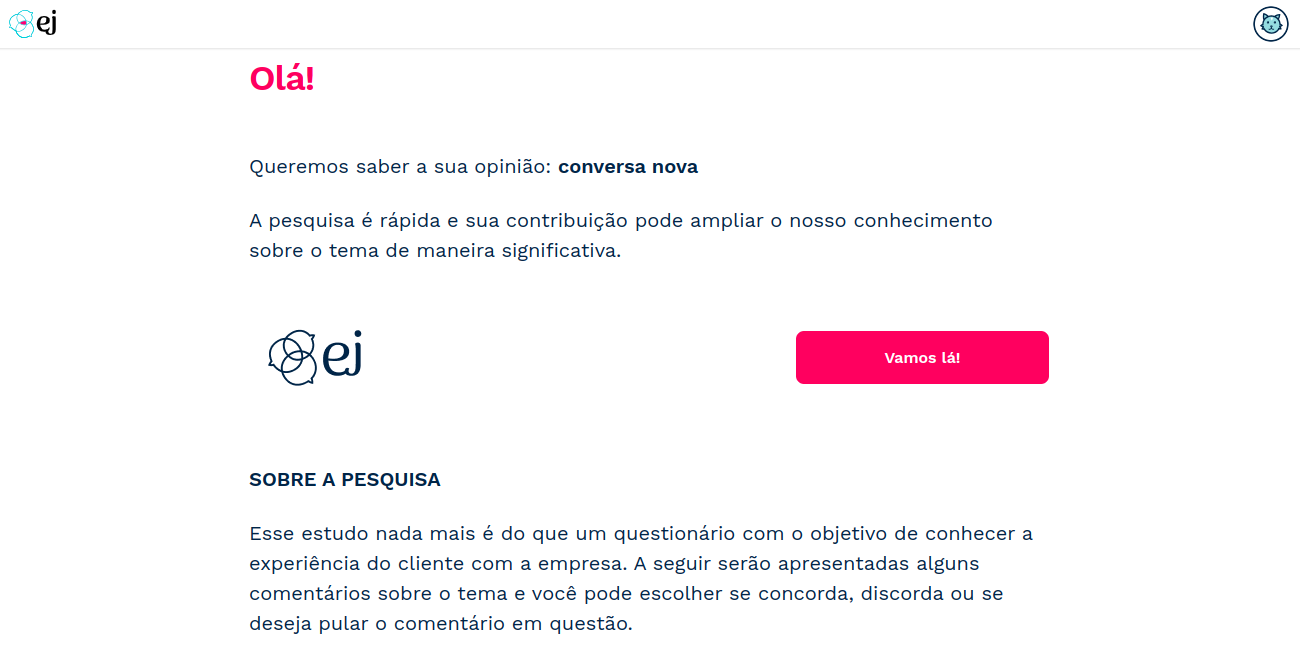 ej
Olá!
Queremos saber a sua opinião: conversa nova
A pesquisa é rápida e sua contribuição pode ampliar o nosso conhecimento
sobre o tema de maneira significativa.
ej
Vamos lá!
SOBRE A PESQUISA
Esse estudo nada mais é do que um questionário com o objetivo de conhecer a
experiência do cliente com a empresa. A seguir serão apresentadas alguns
comentários sobre o tema e você pode escolher se concorda, discorda ou se
deseja pular o comentário em questão.